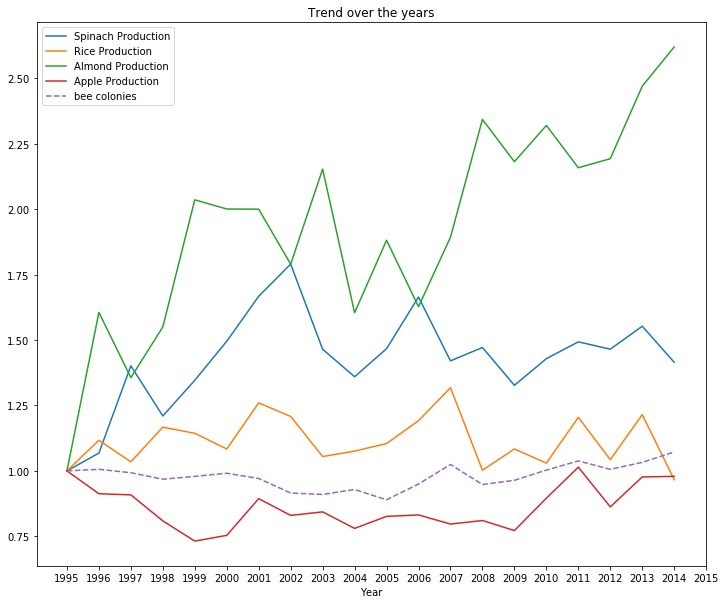 Trend over the years
Spinach Production
Rice Production
Almond Production
Apple Production
bee colonies
2.50
2.25
2.00
1.75
1.50
1.25
1.00
0.75
1995 1996 1997 1998 1999 2000 2001 2002 2003 2004 2005 2006 2007 2008 2009 2010 2011 2012 2013 2014 2015
Year